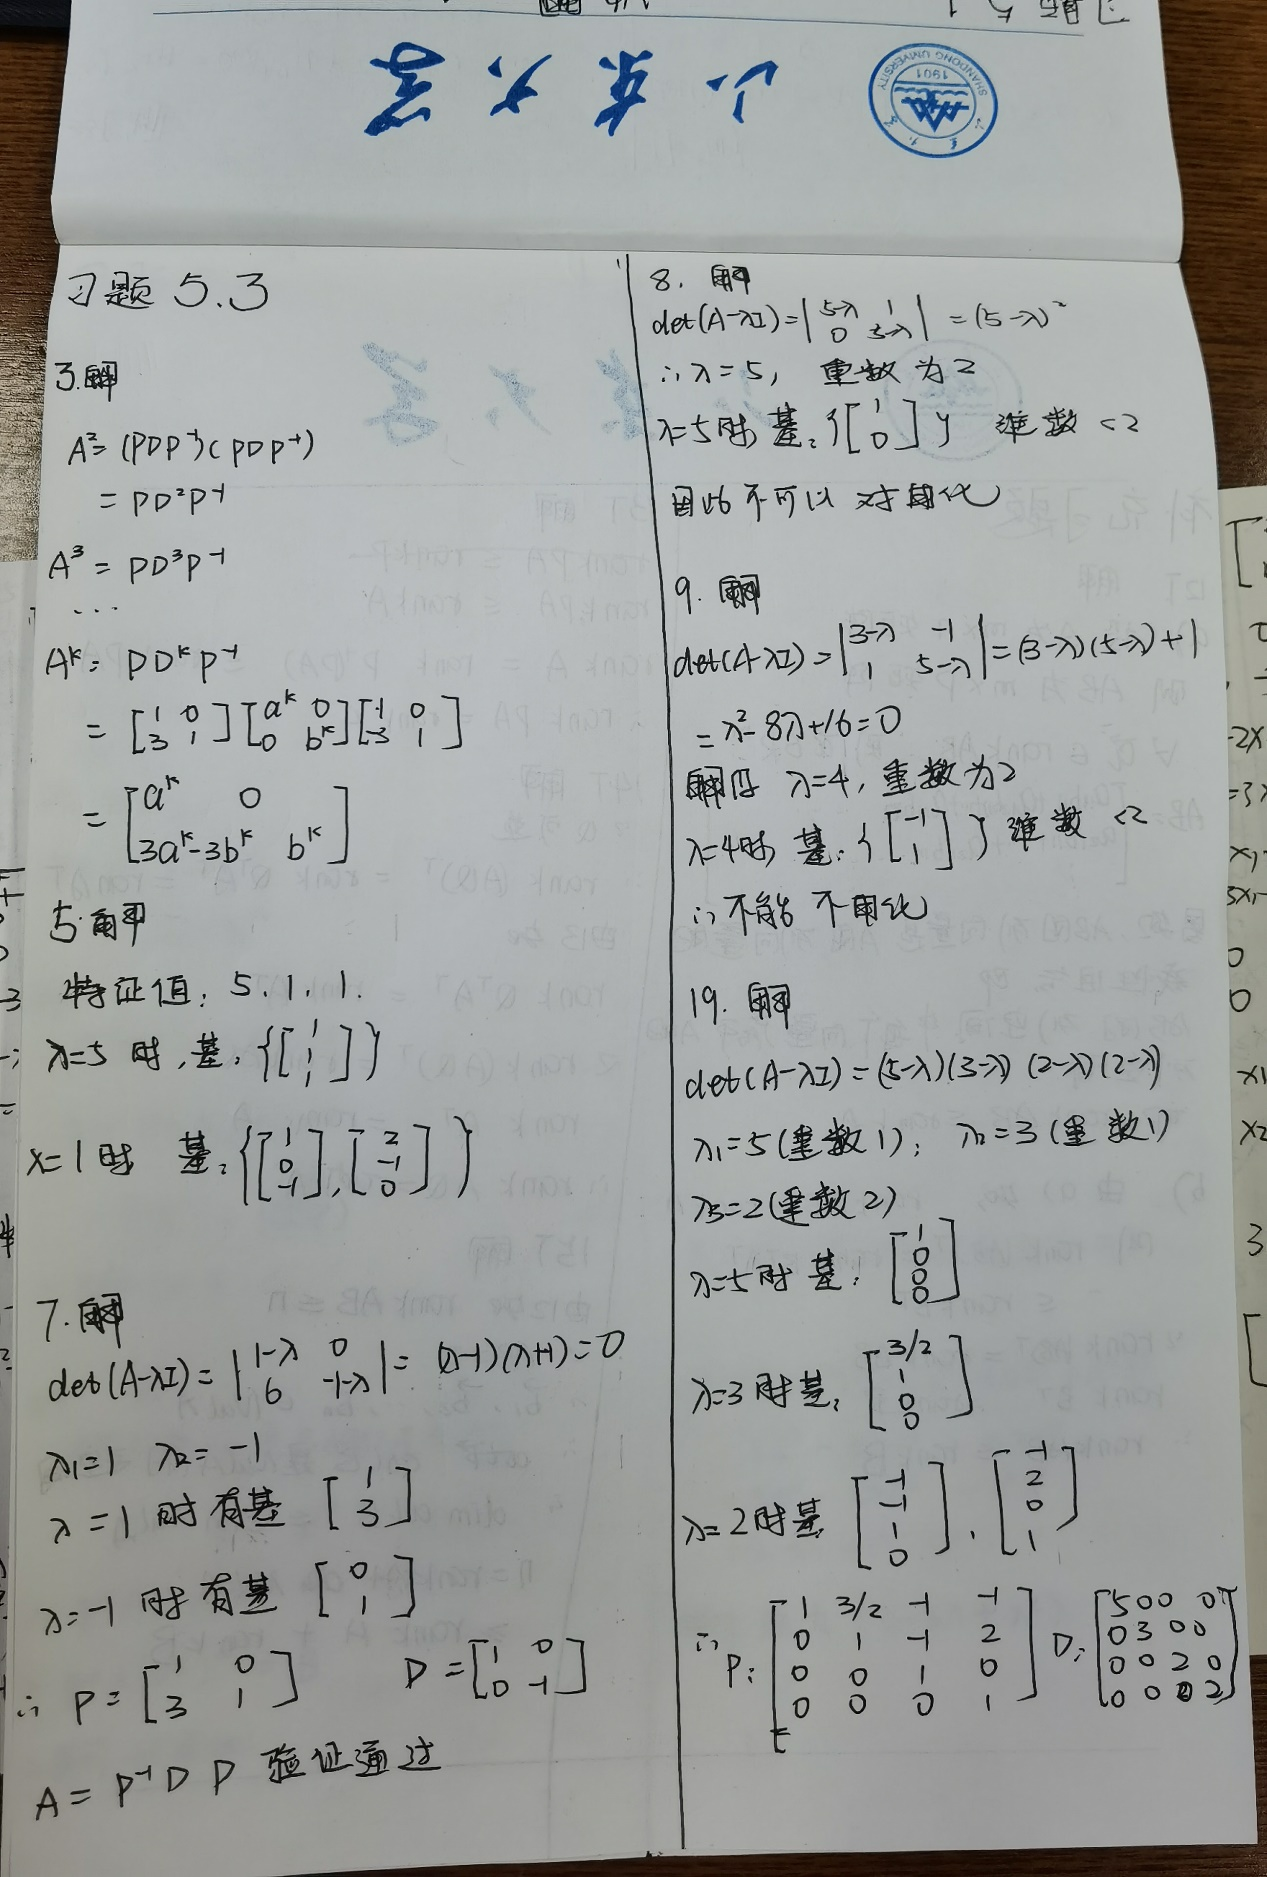 山东大学
SHANDONG UNIVERSITY
1901
习题 5.3
3.解
A²= (PDP⁻¹)(PDP⁻¹)
= PD²P⁻¹
A³ = PD³P⁻¹
...
Aᵏ= PDᵏP⁻¹
= [1 0; 3 1][aᵏ 0; 0 bᵏ][1 0; -3 1]
= [aᵏ 0; 3aᵏ-3bᵏ bᵏ]
5.解
特征值: 5.1.1.
λ=5 时,基:{[1; 1; 1]}
λ=1时 基:{[1; 0; -1],[2; -1; 0]}
7.解
det(A-λI)=|1-λ 0; 6 -1-λ|= (λ-1)(λ+1)=0
λ1=1 λ2= -1
λ=1 时有基 [1; 3]
λ=-1 时有基 [0; 1]
∴ P=[1 0; 3 1] D=[1 0; 0 -1]
A= P⁻¹DP 验证通过
8. 解
det(A-λI)=|5-λ 1; 0 5-λ| =(5-λ)²
∴λ=5, 重数为2
λ=5时 基:{[1; 0]} 维数<2
因此不可以对角化
9. 解
det(A-λI)=|3-λ -1; 1 5-λ|=(3-λ)(5-λ)+1
=λ²-8λ+16=0
解得 λ=4,重数为2
λ=4时 基:{[-1; 1]}维数<2
∴不能 不角化
19. 解
det(A-λI)=(5-λ)(3-λ)(2-λ)(2-λ)
λ1=5(重数1); λ2=3(重数1)
λ3=2(重数2)
λ=5时基: [1; 0; 0; 0]
λ=3时基: [3/2; 1; 0; 0]
λ=2时基 [-1; -1; 1; 0],[-1; 2; 0; 1]
∴P: [1 3/2 -1 -1; 0 1 -1 2; 0 0 1 0; 0 0 0 1] D: [5 0 0 0; 0 3 0 0; 0 0 2 0; 0 0 0 2]